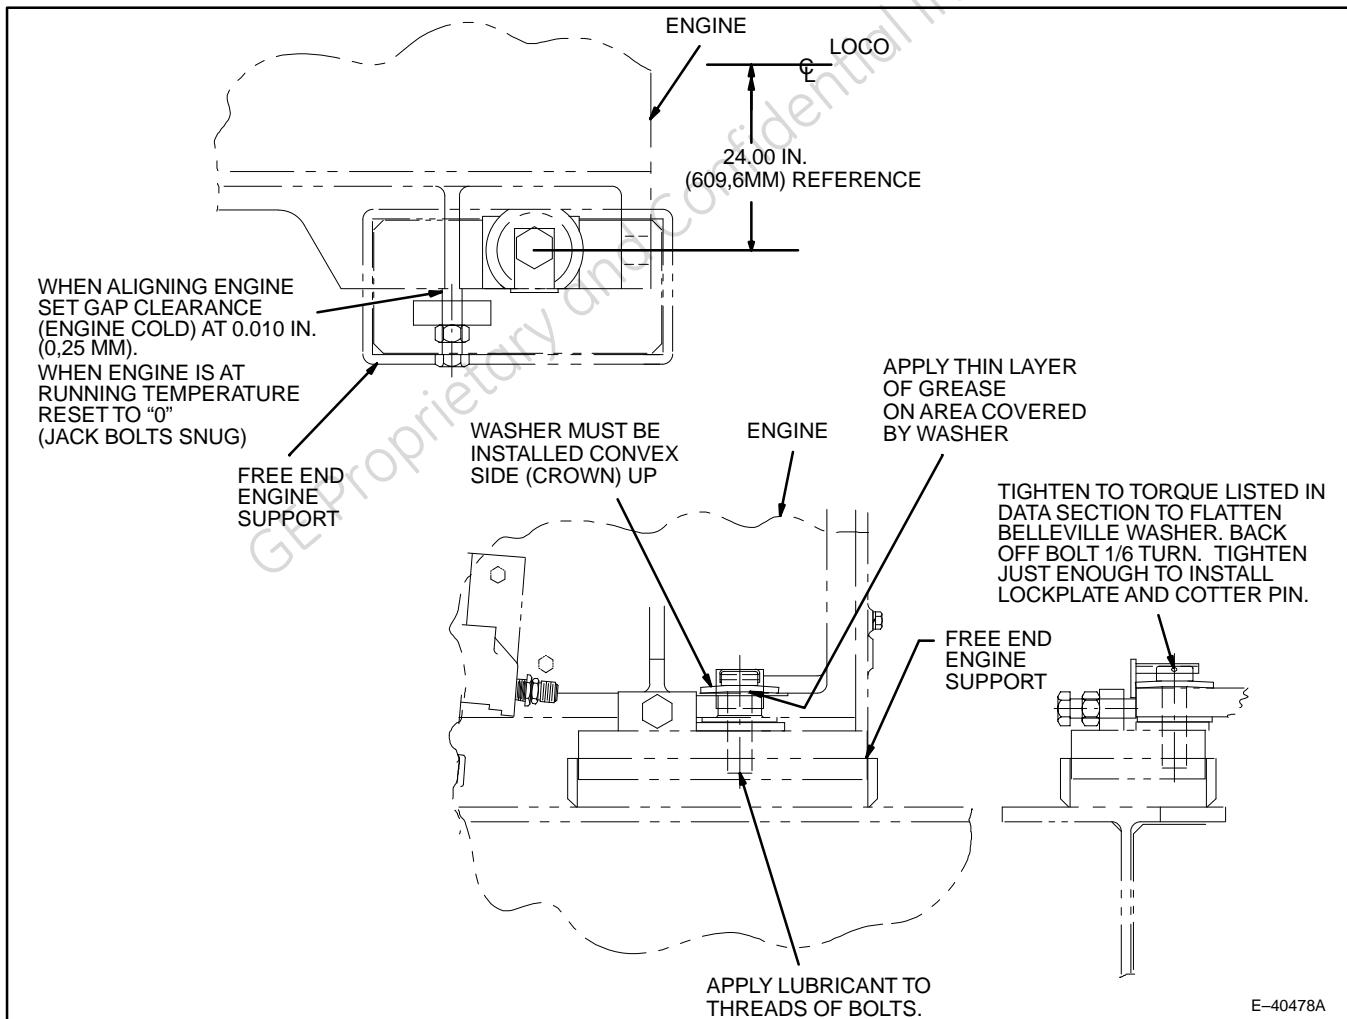 ENGINE
LOCO
24.00 IN.
(609,6MM) REFERENCE
WHEN ALIGNING ENGINE
SET GAP CLEARANCE
(ENGINE COLD) AT 0.010 IN.
(0,25 MM).
WHEN ENGINE IS AT
RUNNING TEMPERATURE
RESET TO “0”
(JACK BOLTS SNUG)
FREE END
ENGINE
SUPPORT
WASHER MUST BE
INSTALLED CONVEX
SIDE (CROWN) UP
ENGINE
APPLY THIN LAYER
OF GREASE
ON AREA COVERED
BY WASHER
TIGHTEN TO TORQUE LISTED IN
DATA SECTION TO FLATTEN
BELLEVILLE WASHER. BACK
OFF BOLT 1/6 TURN. TIGHTEN
JUST ENOUGH TO INSTALL
LOCKPLATE AND COTTER PIN.
FREE END
ENGINE
SUPPORT
APPLY LUBRICANT TO
THREADS OF BOLTS.
E–40478A
GE Proprietary and Confidential